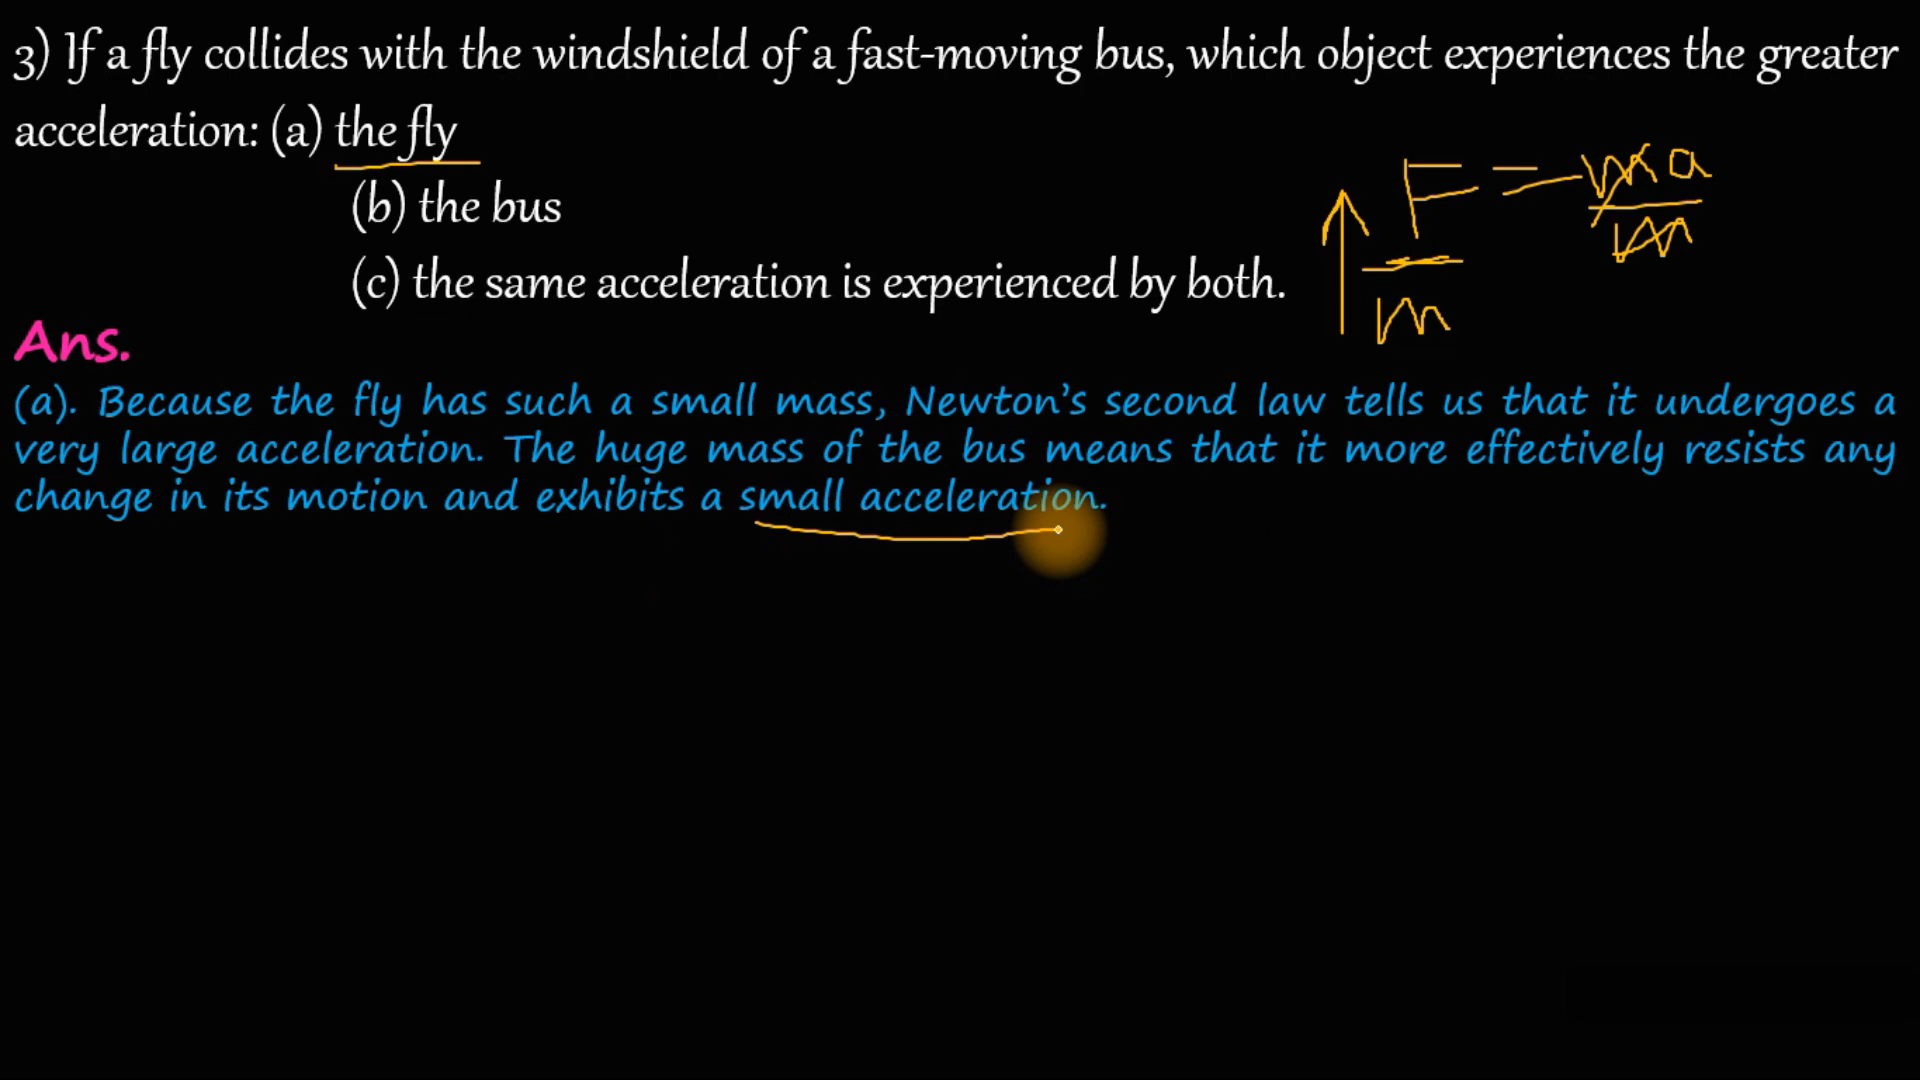 3) If a fly collides with the windshield of a fast-moving bus, which object experiences the greater
acceleration: (a) the fly
(b) the bus
(c) the same acceleration is experienced by both.
F = m a
m
m
Ans.
(a). Because the fly has such a small mass, Newton's second law tells us that it undergoes a
very large acceleration. The huge mass of the bus means that it more effectively resists any
change in its motion and exhibits a small acceleration.